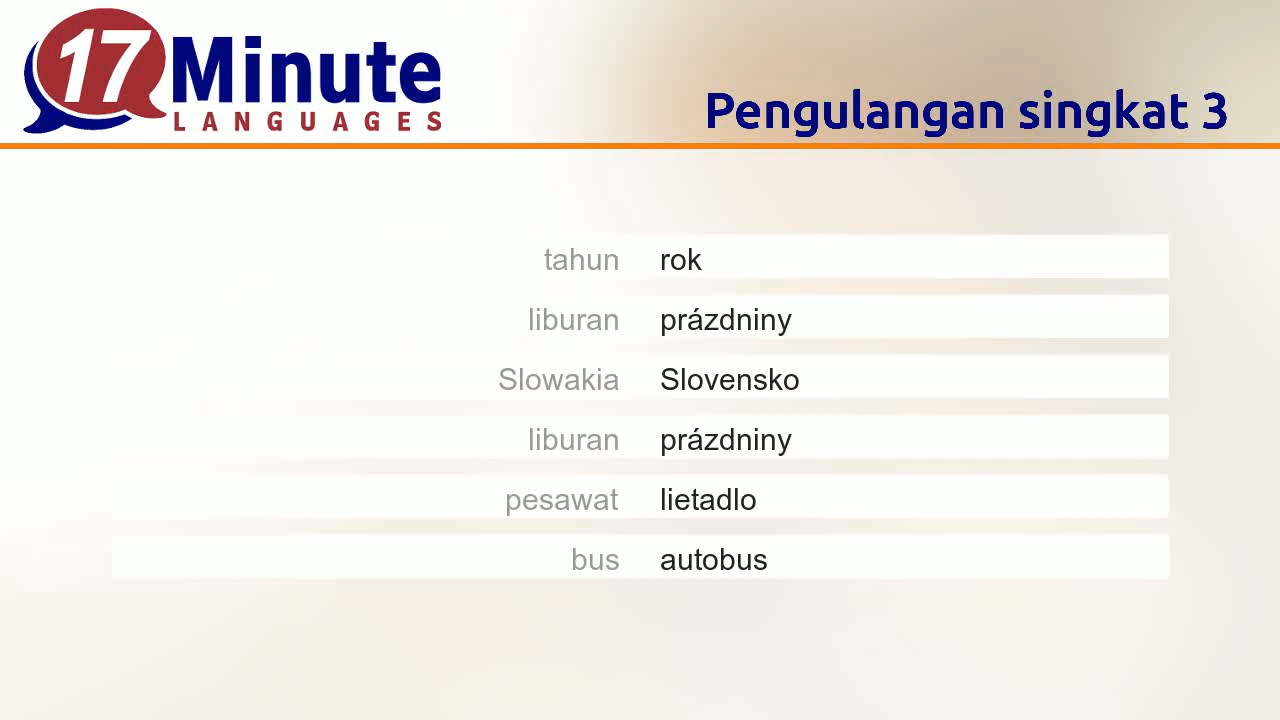 17 Minute
LANGUAGES
Pengulangan singkat 3
tahun rok
liburan prázdniny
Slowakia Slovensko
liburan prázdniny
pesawat lietadlo
bus autobus